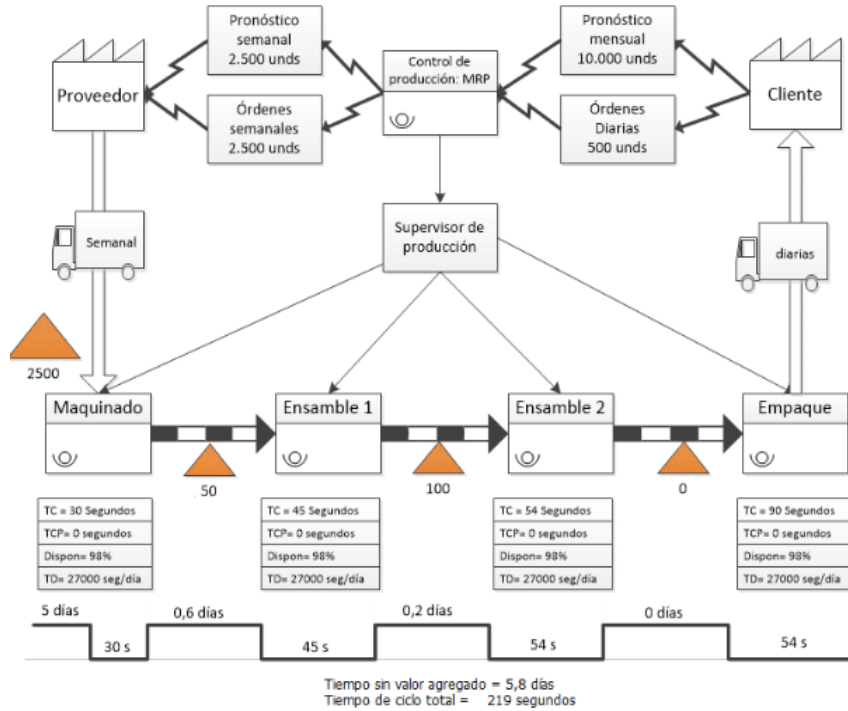 Pronóstico
semanal
2.500 unds
Pronóstico
mensual
10.000 unds
Control de
producción: MRP
Proveedor
Cliente
Órdenes
semanales
2.500 unds
Órdenes
Diarias
500 unds
Semanal
Supervisor de
producción
diarias
2500
Maquinado
Ensamble 1
Ensamble 2
Empaque
50
100
0
TC = 30 Segundos
TCP= 0 segundos
Dispon= 98%
TD= 27000 seg/día
TC = 45 Segundos
TCP= 0 segundos
Dispon= 98%
TD= 27000 seg/día
TC = 54 Segundos
TCP= 0 segundos
Dispon= 98%
TD= 27000 seg/día
TC = 90 Segundos
TCP= 0 segundos
Dispon= 98%
TD= 27000 seg/día
5 días
0,6 días
0,2 días
0 días
30 s
45 s
54 s
54 s
Tiempo sin valor agregado = 5,8 días
Tiempo de ciclo total = 219 segundos